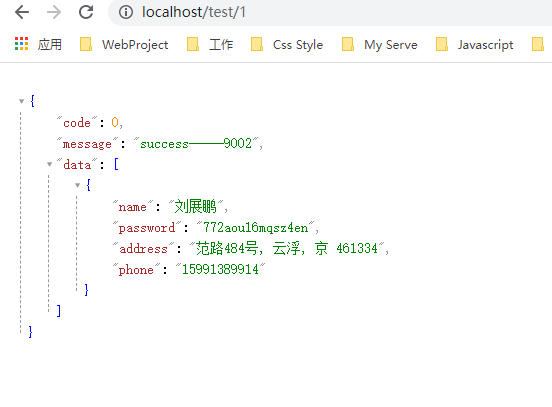 localhost/test/1
应用 WebProject 工作 Css Style My Serve Javascript
{
"code": 0,
"message": "success———9002",
"data": [
{
"name": "刘展鹏",
"password": "772aou16mqsz4en",
"address": "范路484号, 云浮, 京 461334",
"phone": "15991389914"
}
]
}